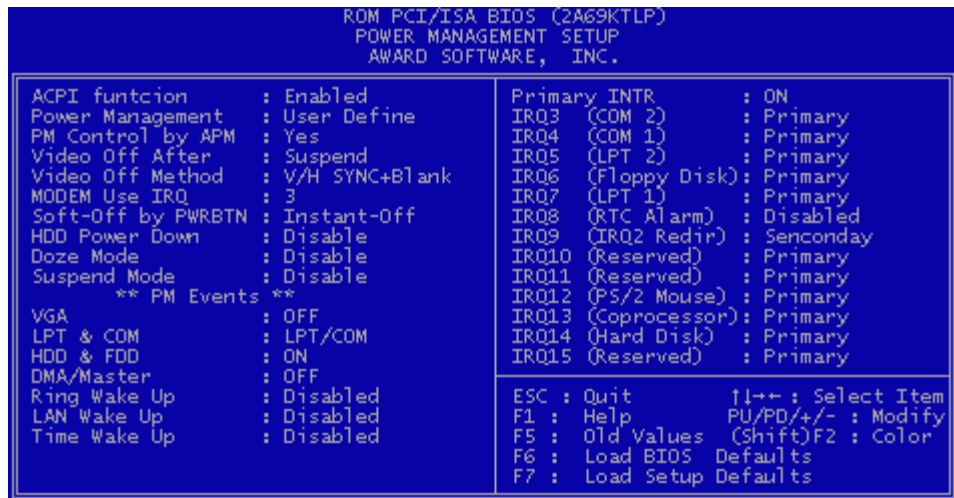 ROM PCI/ISA BIOS (2A69KTLP)
POWER MANAGEMENT SETUP
AWARD SOFTWARE, INC.
ACPI funtcion : Enabled
Power Management : User Define
PM Control by APM : Yes
Video Off After : Suspend
Video Off Method : V/H SYNC+Blank
MODEM Use IRQ : 3
Soft-Off by PWRBTN : Instant-Off
HDD Power Down : Disable
Doze Mode : Disable
Suspend Mode : Disable
** PM Events **
VGA : OFF
LPT & COM : LPT/COM
HDD & FDD : ON
DMA/Master : OFF
Ring Wake Up : Disabled
LAN Wake Up : Disabled
Time Wake Up : Disabled
Primary INTR : ON
IRQ3 (COM 2) : Primary
IRQ4 (COM 1) : Primary
IRQ5 (LPT 2) : Primary
IRQ6 (Floppy Disk): Primary
IRQ7 (LPT 1) : Primary
IRQ8 (RTC Alarm) : Disabled
IRQ9 (IRQ2 Redir) : Senconday
IRQ10 (Reserved) : Primary
IRQ11 (Reserved) : Primary
IRQ12 (PS/2 Mouse) : Primary
IRQ13 (Coprocessor): Primary
IRQ14 (Hard Disk) : Primary
IRQ15 (Reserved) : Primary
ESC : Quit ↑↓→← : Select Item
F1 : Help PU/PD/+/- : Modify
F5 : Old Values (Shift)F2 : Color
F6 : Load BIOS Defaults
F7 : Load Setup Defaults